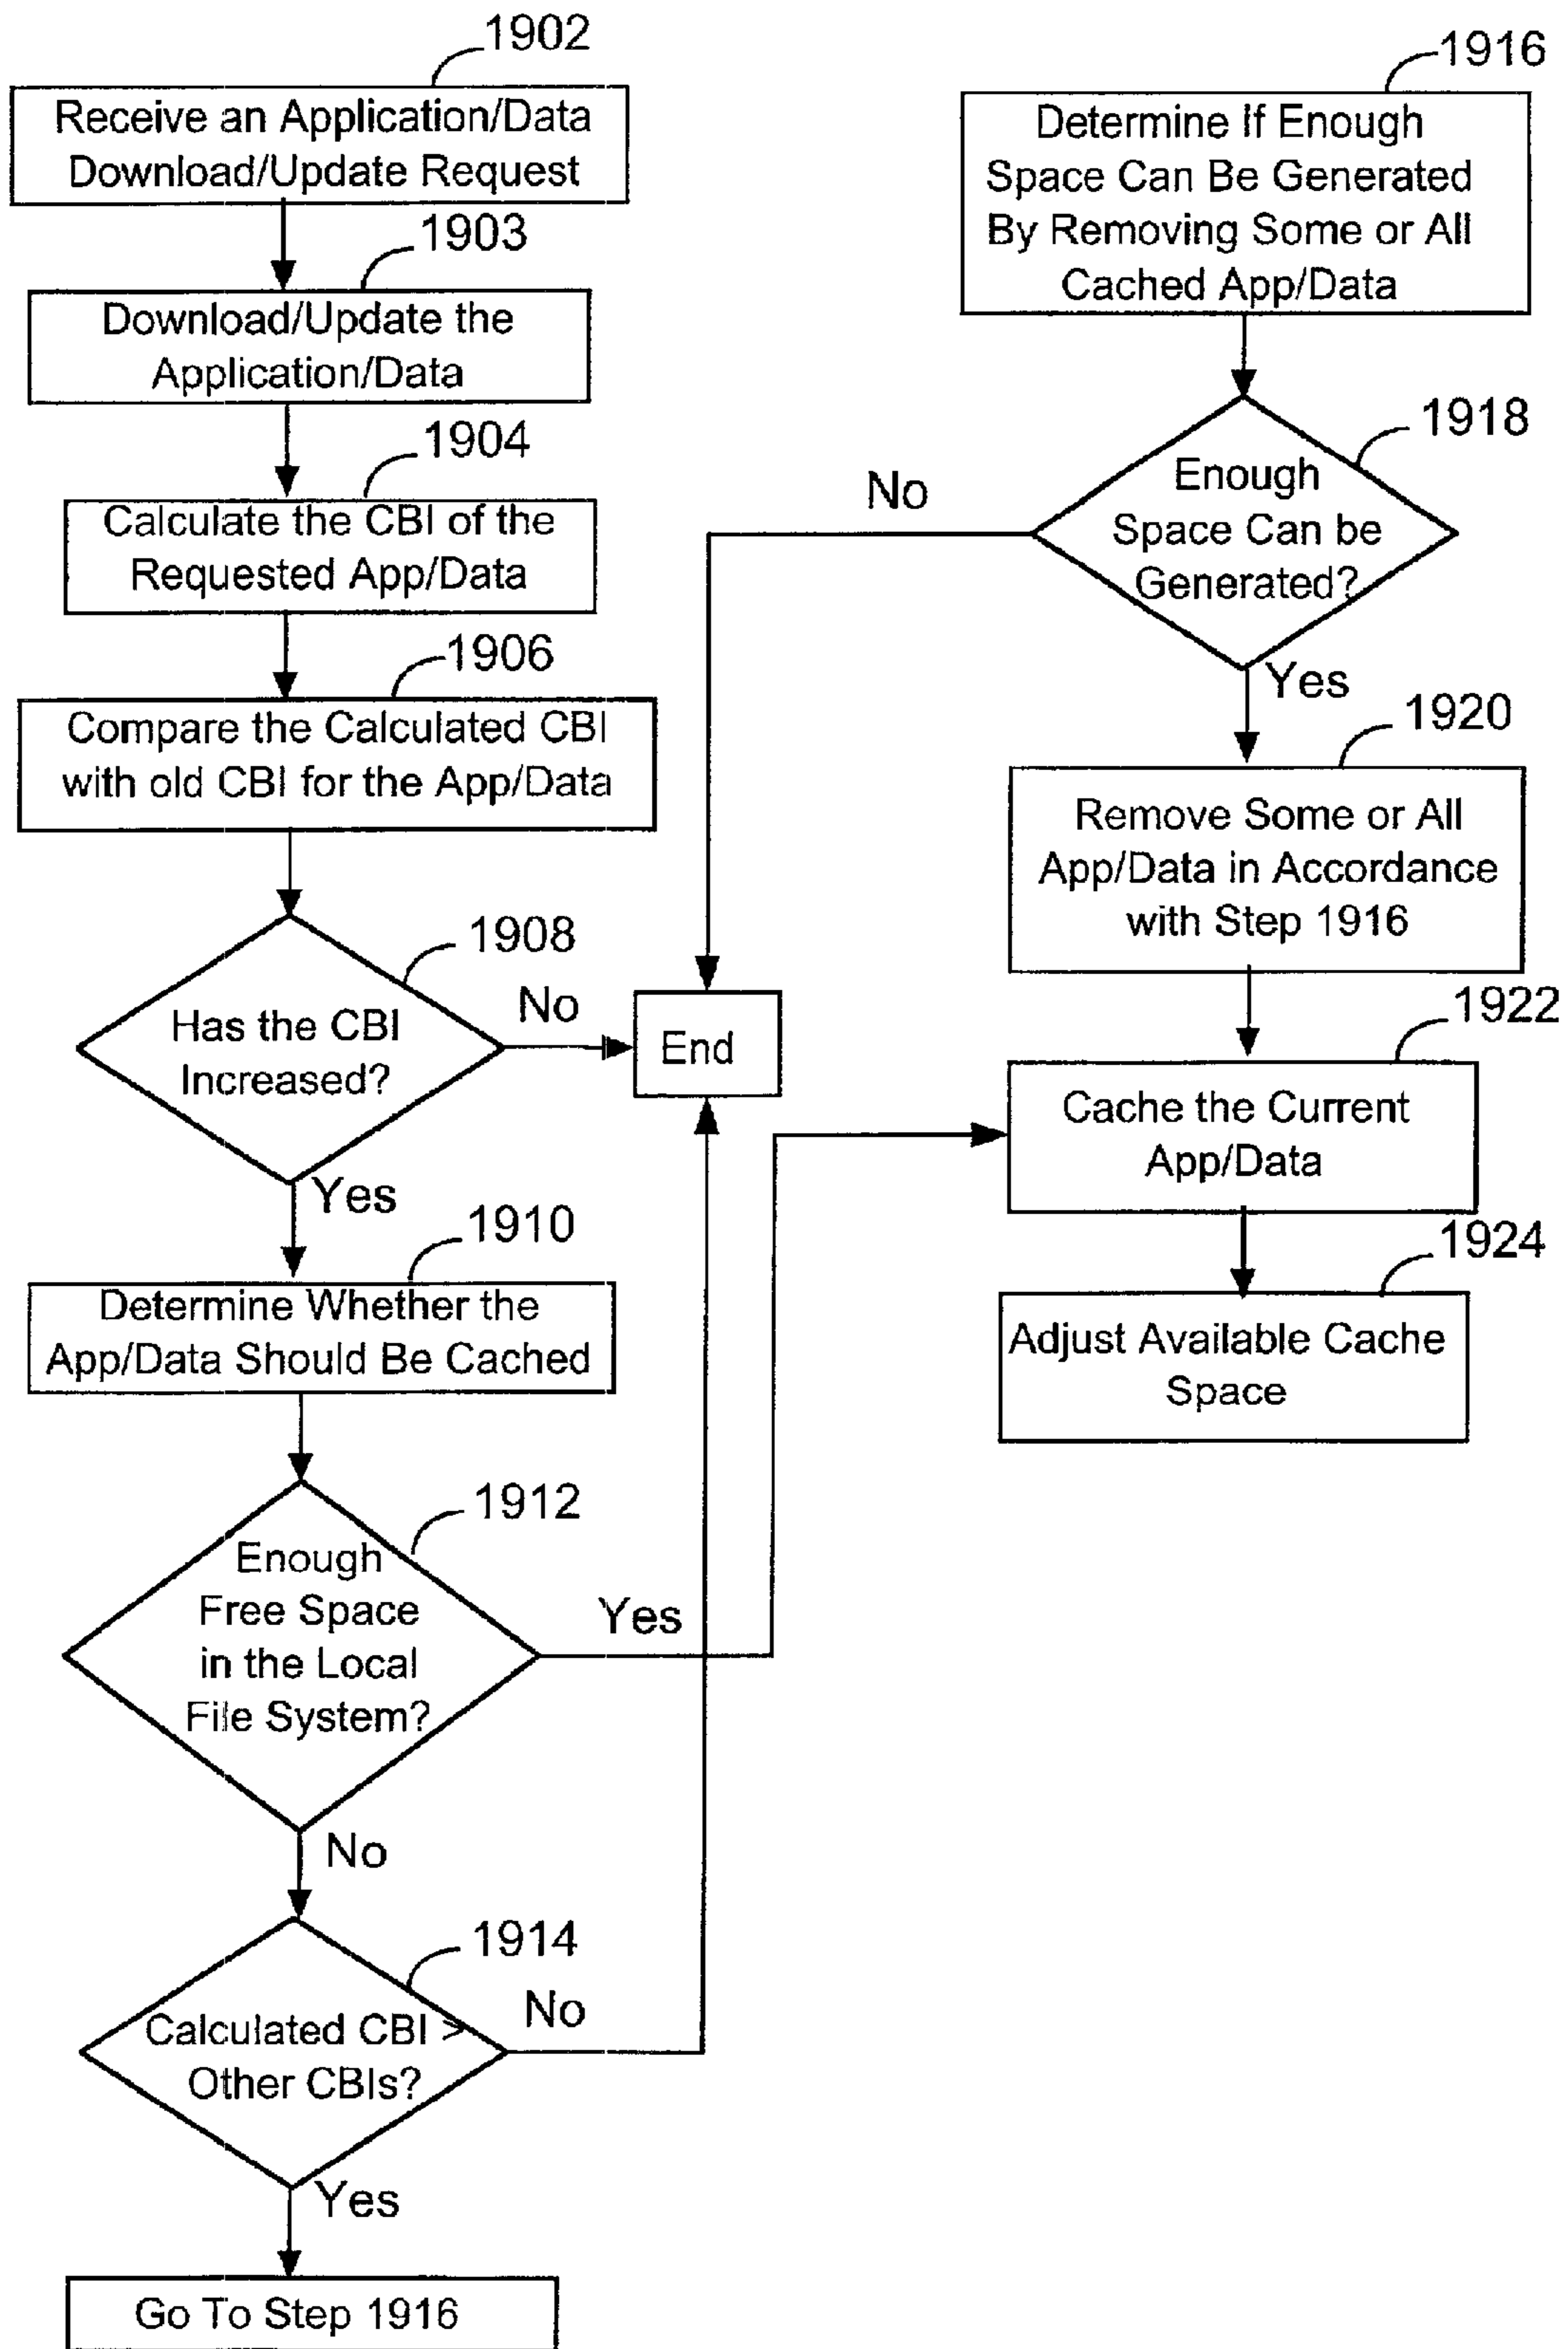 1902
Receive an Application/Data
Download/Update Request
1903
Download/Update the
Application/Data
1904
Calculate the CBI of the
Requested App/Data
1906
Compare the Calculated CBI
with old CBI for the App/Data
1908
Has the CBI
Increased?
No
End
Yes
1910
Determine Whether the
App/Data Should Be Cached
1912
Enough
Free Space
in the Local
File System?
Yes
No
1914
Calculated CBI >
Other CBIs?
No
Yes
Go To Step 1916
1916
Determine If Enough
Space Can Be Generated
By Removing Some or All
Cached App/Data
1918
Enough
Space Can be
Generated?
No
Yes
1920
Remove Some or All
App/Data in Accordance
with Step 1916
1922
Cache the Current
App/Data
1924
Adjust Available Cache
Space